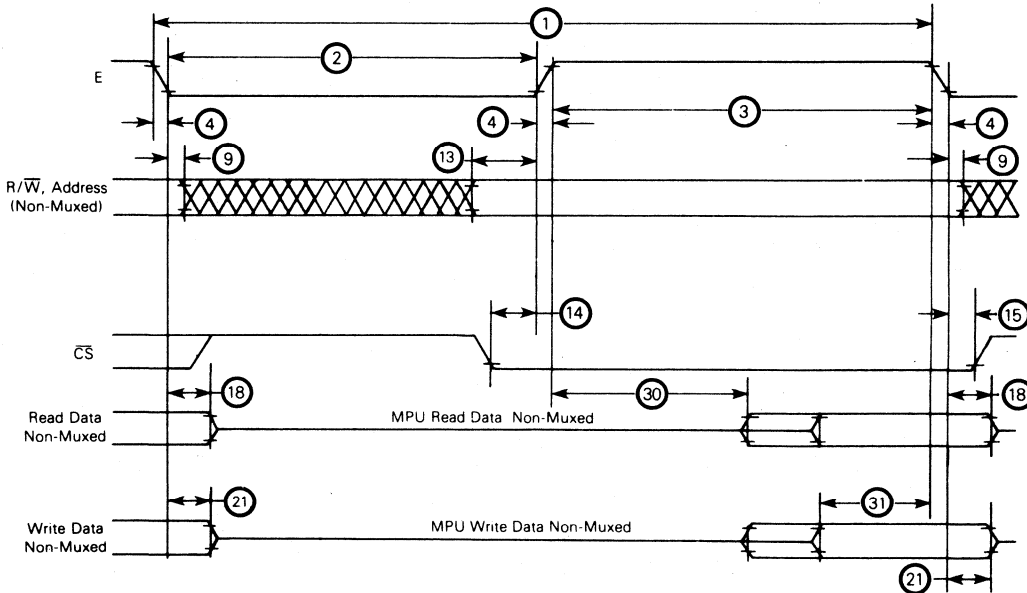 1
2
E
3
4
4
4
9
13
9
R/W̅, Address
(Non-Muxed)
14
15
C̅S̅
18
30
18
Read Data
Non-Muxed
MPU Read Data Non-Muxed
21
31
Write Data
Non-Muxed
MPU Write Data Non-Muxed
21